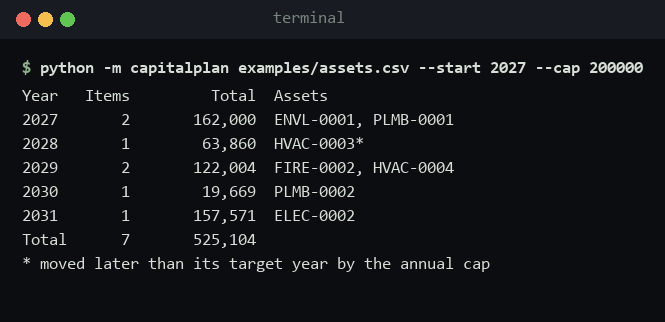 terminal
$ python -m capitalplan examples/assets.csv --start 2027 --cap 200000
Year   Items         Total  Assets
2027       2       162,000  ENVL-0001, PLMB-0001
2028       1        63,860  HVAC-0003*
2029       2       122,004  FIRE-0002, HVAC-0004
2030       1        19,669  PLMB-0002
2031       1       157,571  ELEC-0002
Total      7       525,104
* moved later than its target year by the annual cap